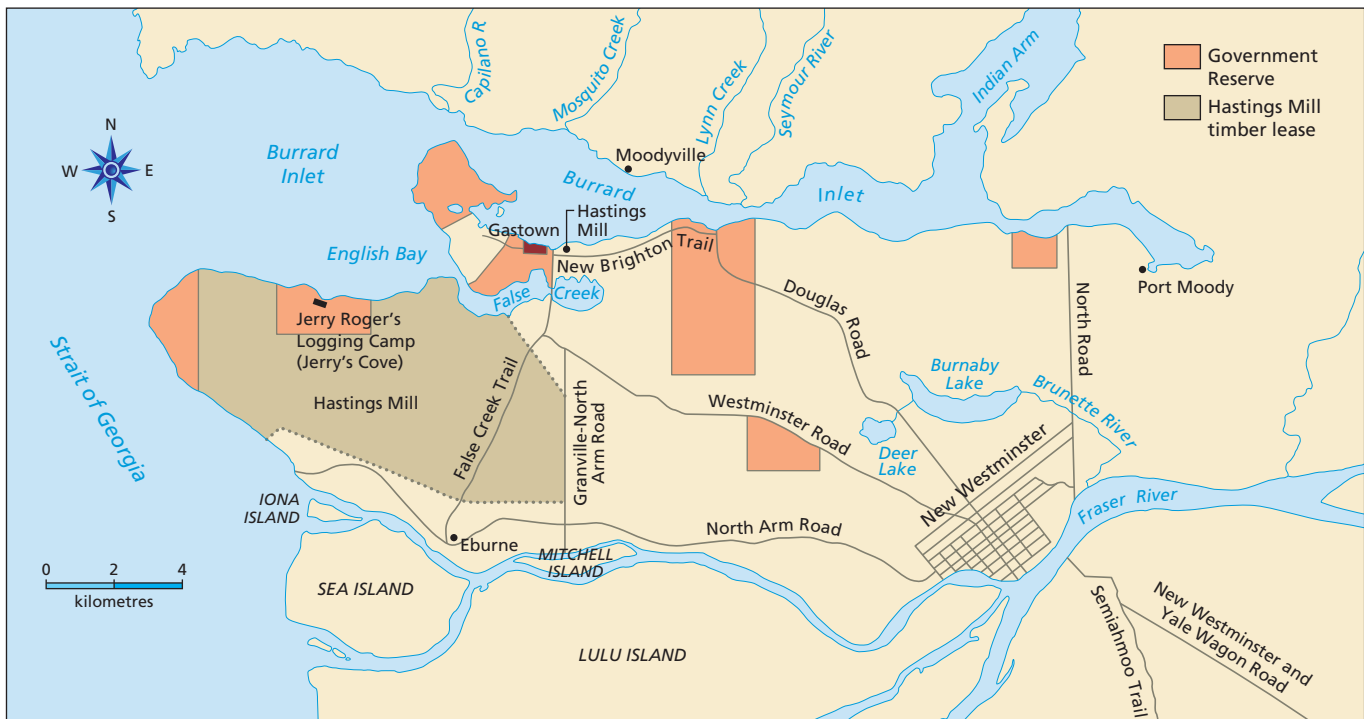 Capilano R.
Mosquito Creek
Lynn Creek
Seymour River
Indian Arm
Government
Reserve
Hastings Mill
timber lease
N
W
E
S
Burrard
Inlet
Moodyville
Burrard
Inlet
Hastings
Mill
Gastown
English Bay
New Brighton Trail
False
Creek
Port Moody
Jerry Roger's
Logging Camp
(Jerry's Cove)
Douglas Road
North Road
Strait of Georgia
Hastings Mill
False Creek Trail
Granville-North
Arm Road
Westminster Road
Burnaby
Lake
Brunette River
Deer
Lake
New Westminster
Fraser River
IONA
ISLAND
Eburne
North Arm Road
MITCHELL
ISLAND
0
2
4
kilometres
SEA ISLAND
LULU ISLAND
Semiahmoo Trail
New Westminster and
Yale Wagon Road